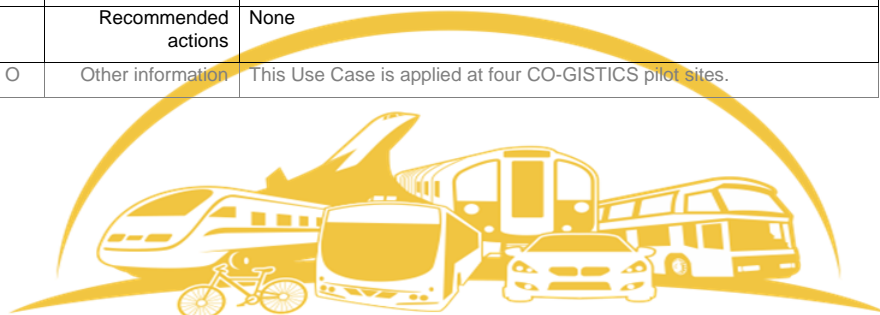 Recommended actions None
O Other information This Use Case is applied at four CO-GISTICS pilot sites.